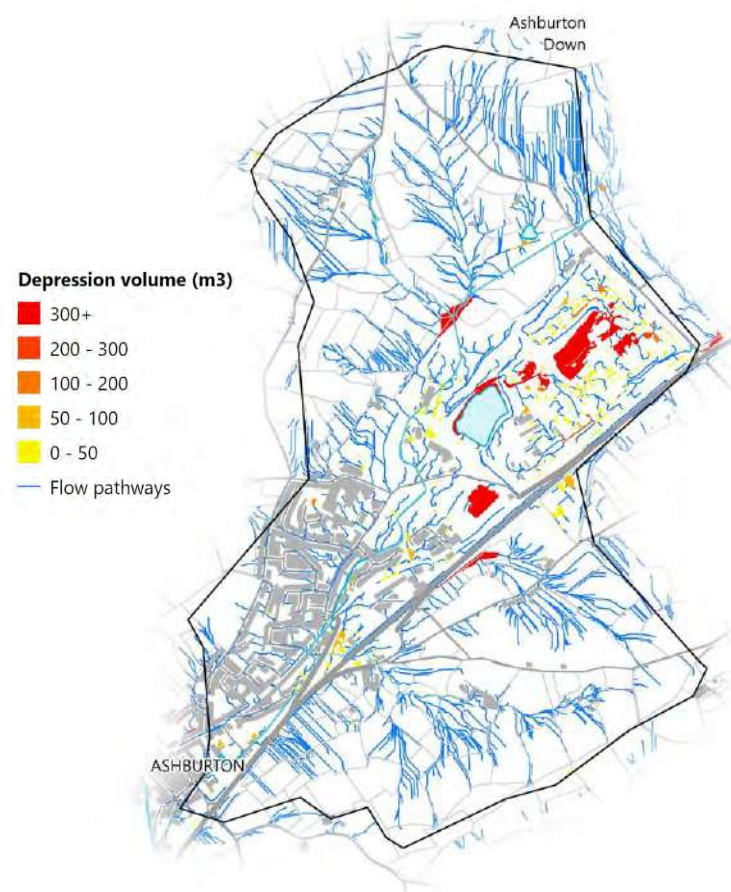 Ashburton
Down
Depression volume (m3)
300+
200 - 300
100 - 200
50 - 100
0 - 50
Flow pathways
ASHBURTON